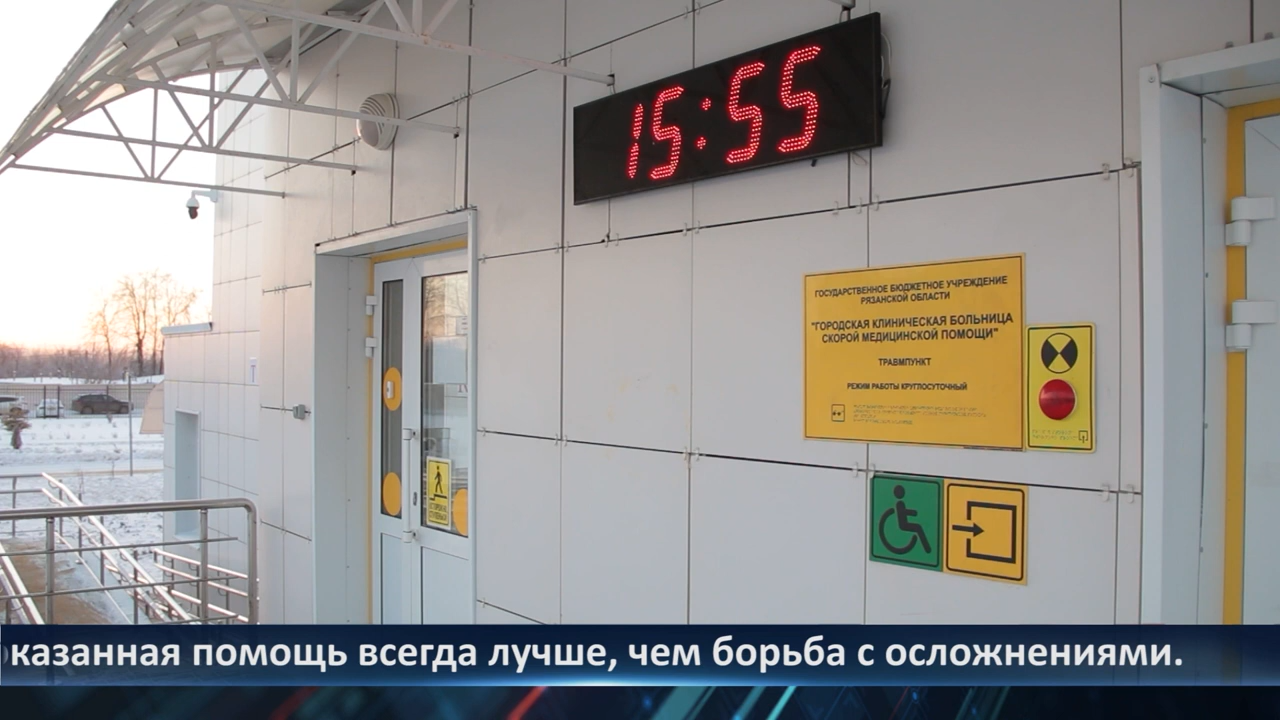 15:55
ГОСУДАРСТВЕННОЕ БЮДЖЕТНОЕ УЧРЕЖДЕНИЕ
РЯЗАНСКОЙ ОБЛАСТИ
"ГОРОДСКАЯ КЛИНИЧЕСКАЯ БОЛЬНИЦА
СКОРОЙ МЕДИЦИНСКОЙ ПОМОЩИ"
ТРАВМПУНКТ
РЕЖИМ РАБОТЫ КРУГЛОСУТОЧНЫЙ
казанная помощь всегда лучше, чем борьба с осложнениями.